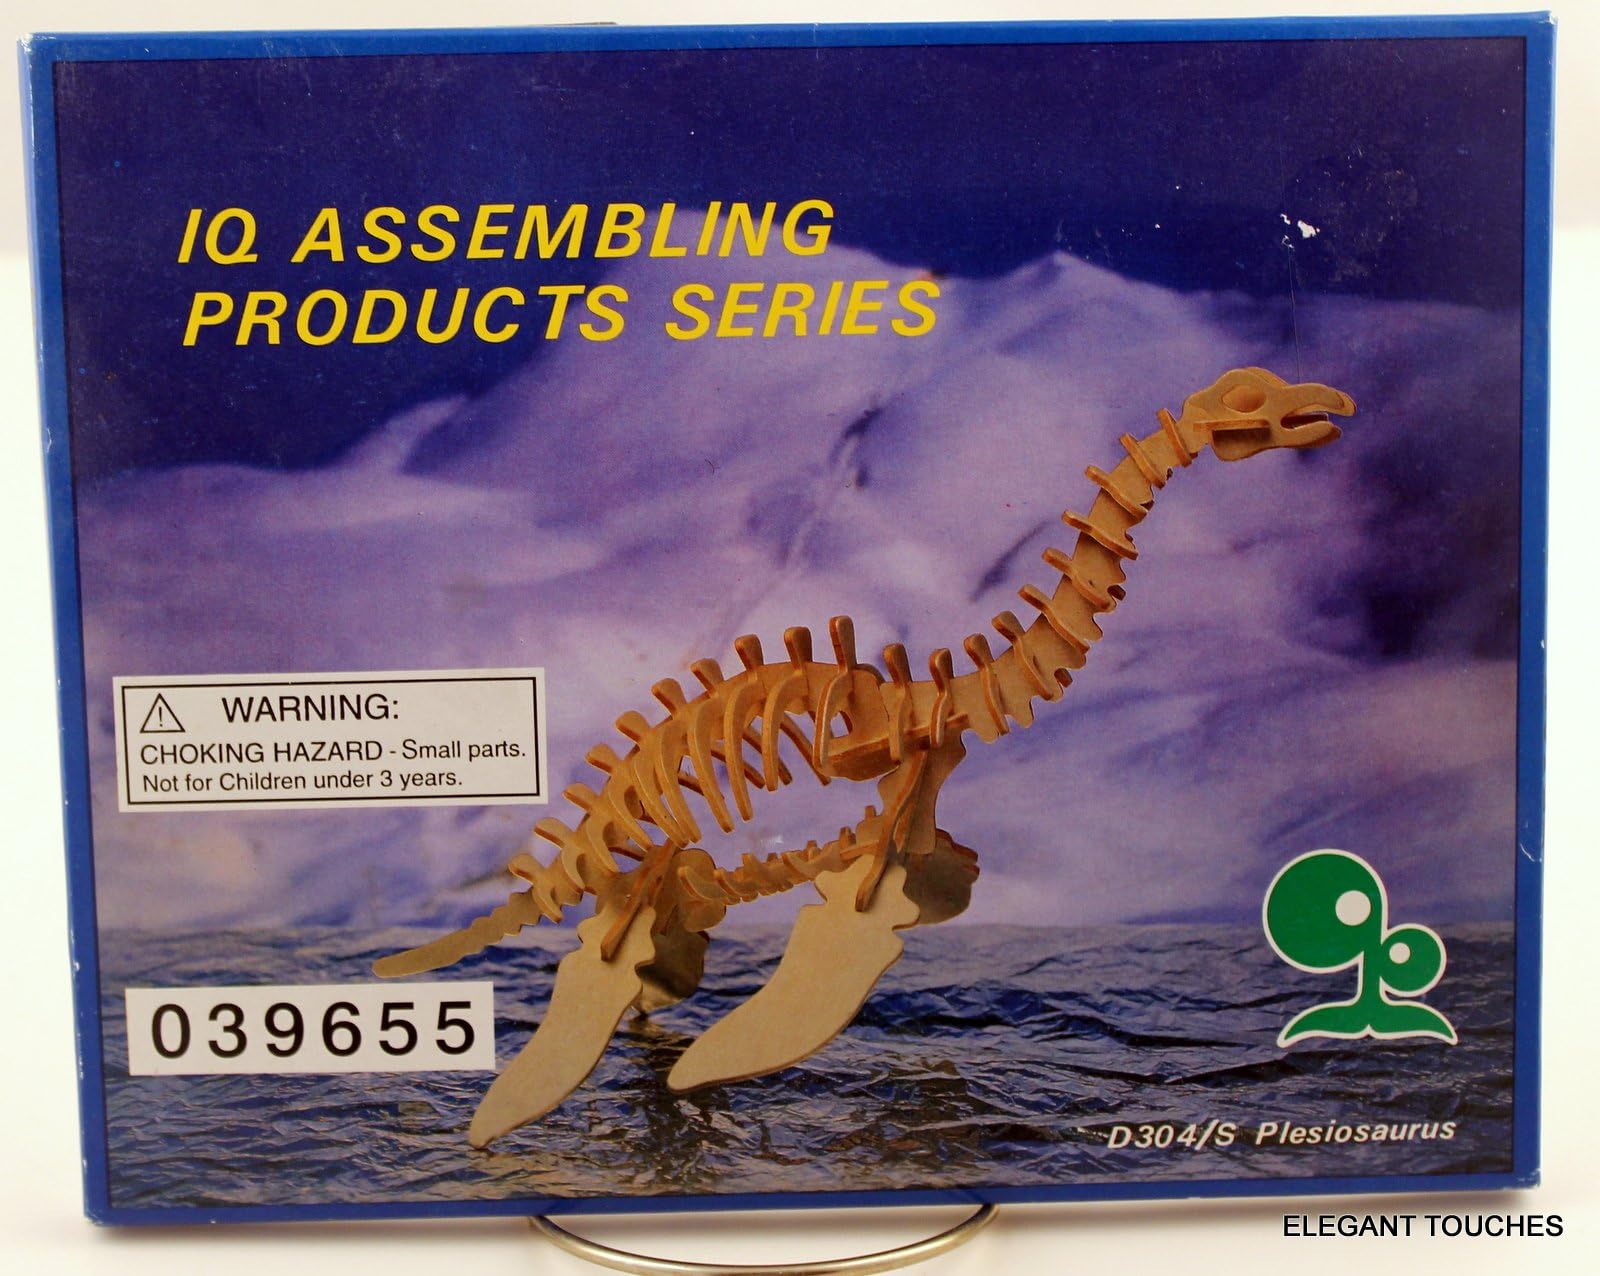 IQ ASSEMBLING
PRODUCTS SERIES
WARNING:
CHOKING HAZARD - Small parts.
Not for Children under 3 years.
039655
D304/S Plesiosaurus
ELEGANT TOUCHES